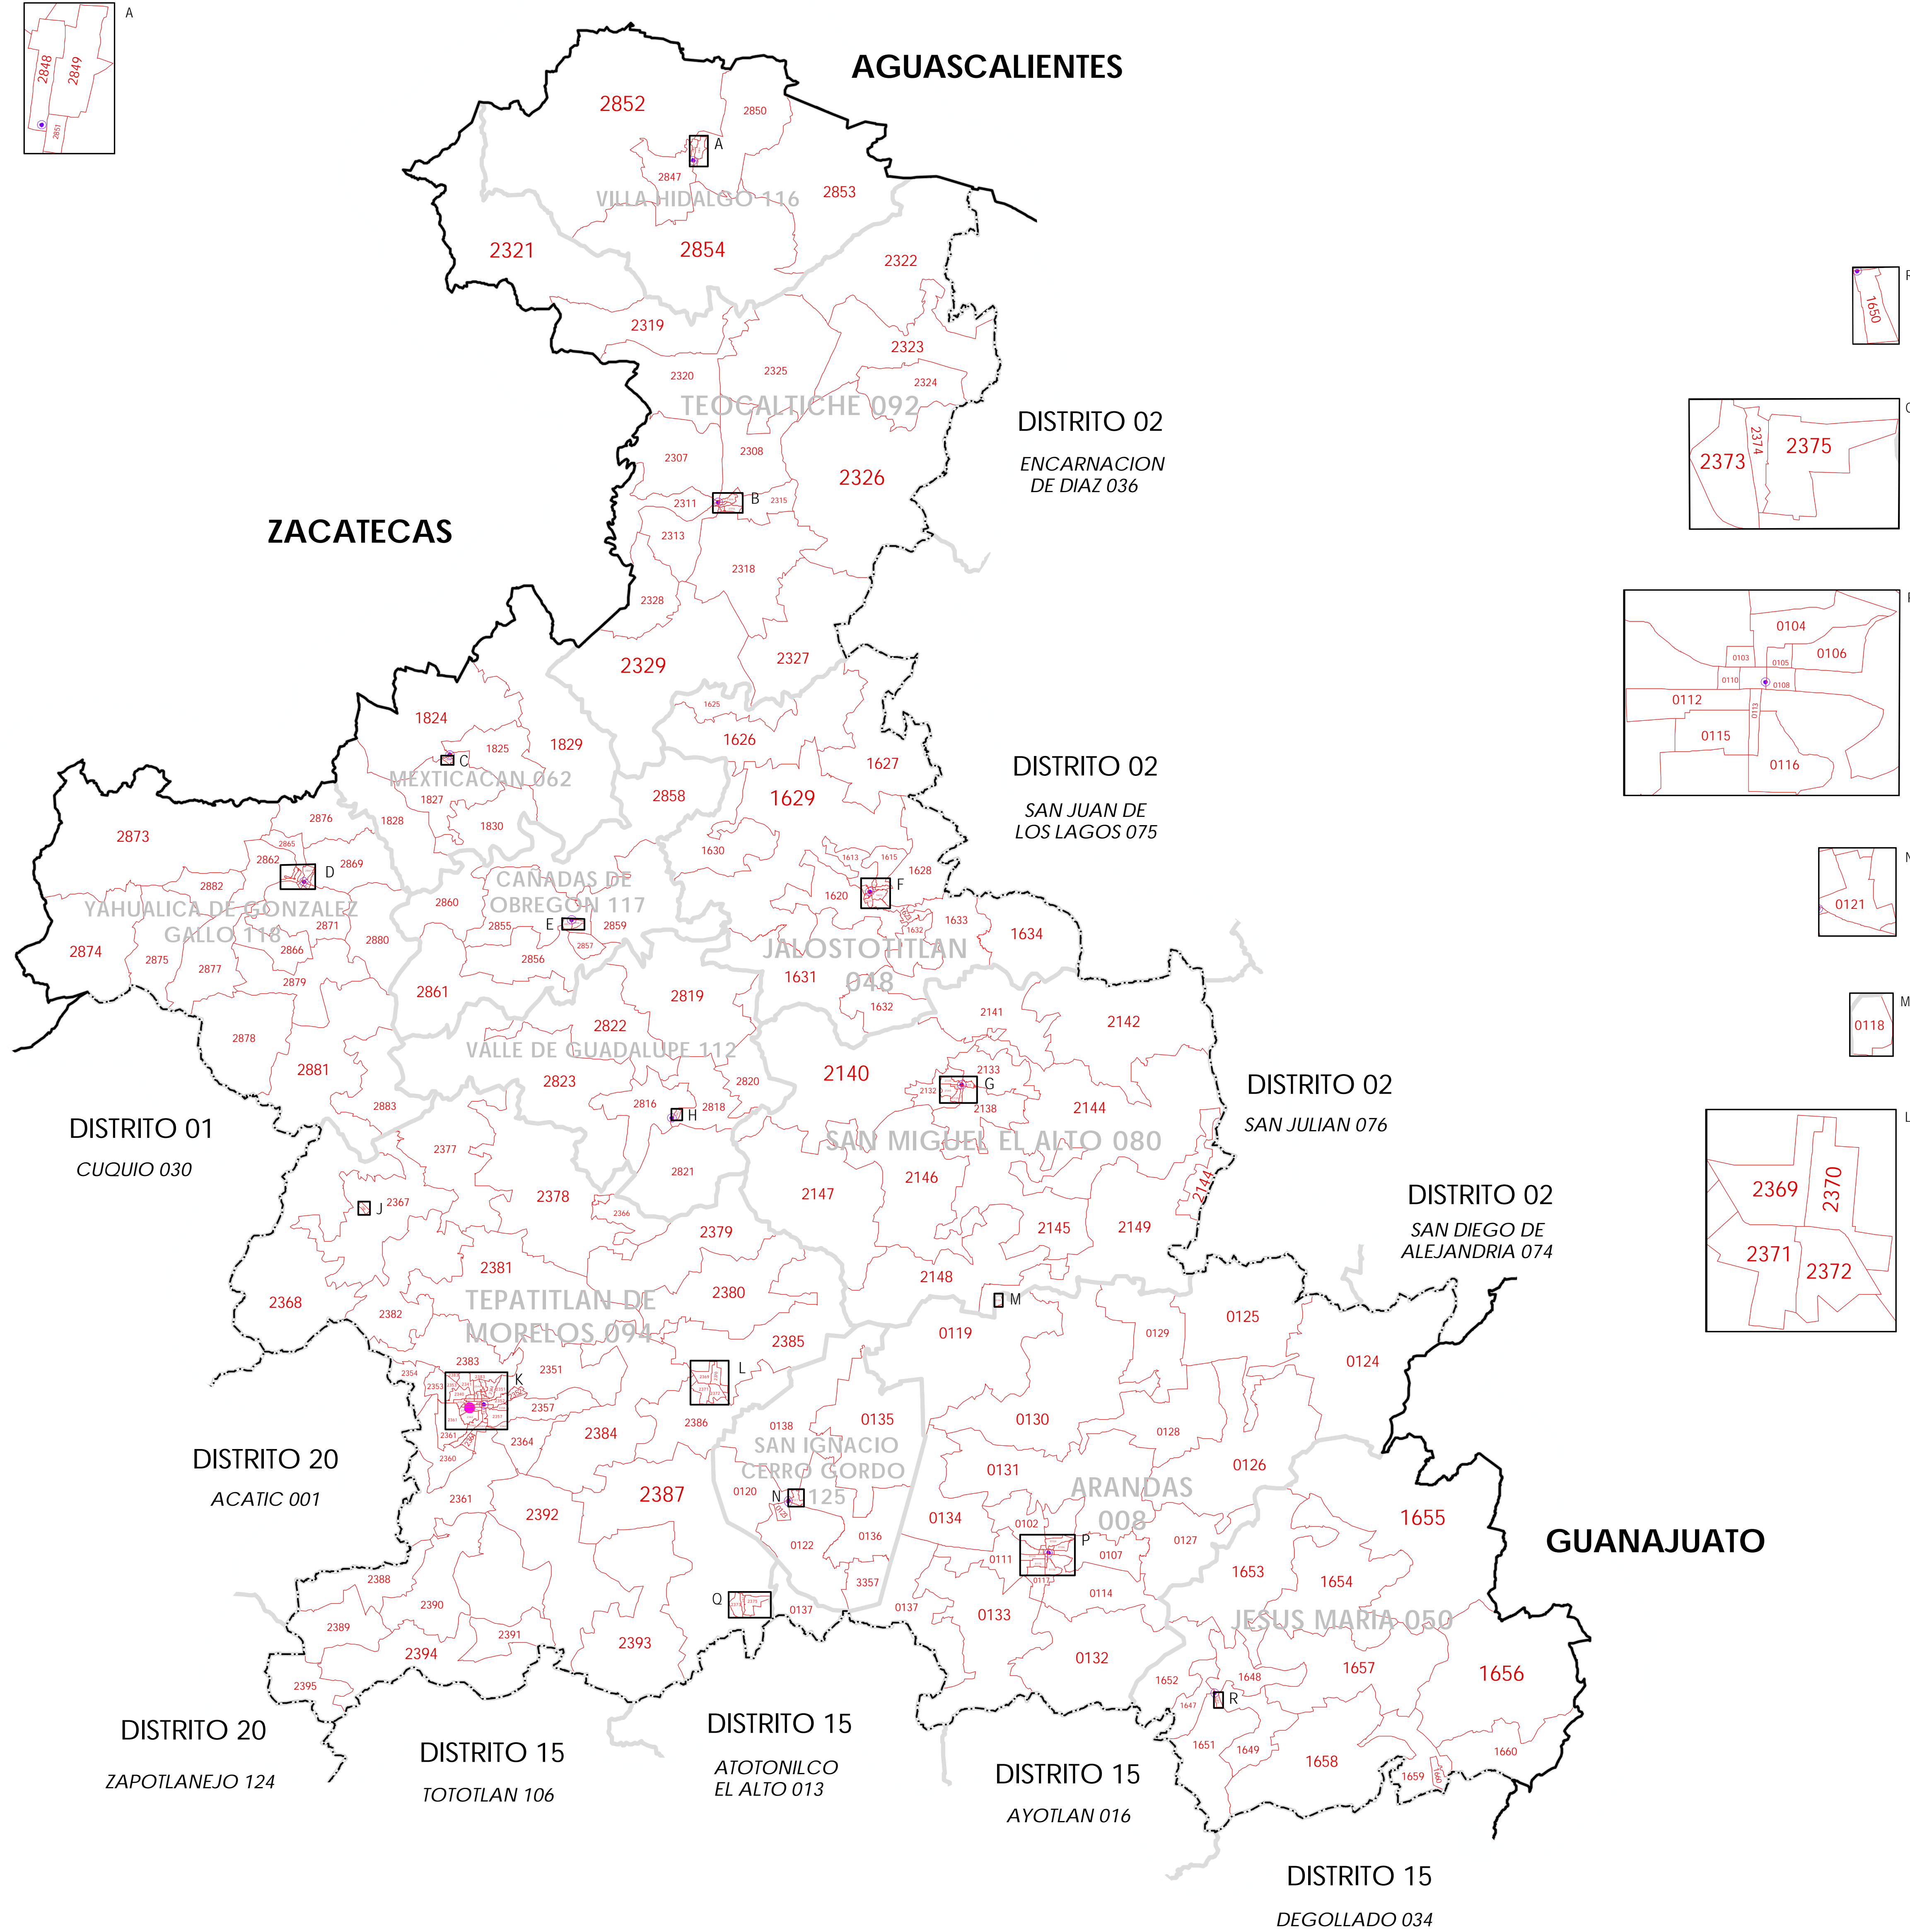 A
2848
2849
2851
AGUASCALIENTES
2852
2850
A
2847
2853
VILLA HIDALGO 116
2321
2854
2322
2319
2323
2320
2325
2324
TEOCALTICHE 092
DISTRITO 02
ENCARNACION
DE DIAZ 036
2307
2308
2326
2311
B
2315
ZACATECAS
2313
2318
2328
2329
2327
1625
1824
1626
1829
1825
1627
C
MEXTICACAN 062
DISTRITO 02
SAN JUAN DE
LOS LAGOS 075
2858
1629
1827
1828
1830
2876
2873
2865
2862
2869
D
2882
1630
1613
1615
1628
F
1620
CAÑADAS DE
OBREGON 117
2860
2855
E
2859
2857
2856
YAHUALICA DE GONZALEZ
GALLO 118
2871
2880
2866
2874
2875
2877
2879
1632
1633
1634
JALOSTOTITLAN
048
1631
1632
2861
2819
2822
2141
2142
2878
2881
VALLE DE GUADALUPE 112
2823
2820
2140
2133
G
2132
2138
2144
DISTRITO 02
SAN JULIAN 076
2883
2816
H
2818
DISTRITO 01
CUQUIO 030
SAN MIGUEL EL ALTO 080
2377
2821
2146
2144
2378
2147
J
2367
2366
2379
2145
2149
DISTRITO 02
SAN DIEGO DE
ALEJANDRIA 074
2381
2148
2368
2380
M
TEPATITLAN DE
MORELOS 094
2382
2385
0119
0125
0129
0124
2383
2351
2354
2353
K
L
2357
2386
2384
2364
2361
2360
0138
0135
0130
0128
SAN IGNACIO
CERRO GORDO
125
0131
0126
DISTRITO 20
ACATIC 001
2361
2387
0120
N
2392
ARANDAS
008
0134
0102
1655
0136
0122
0127
P
0111
0107
GUANAJUATO
0117
0114
3357
1653
1654
2388
2390
2389
Q
0137
0137
0133
2391
2393
2394
JESUS MARIA 050
0132
1657
1656
1652
1648
2395
1647
R
1651
1649
1658
1660
1659
1660
DISTRITO 20
ZAPOTLANEJO 124
DISTRITO 15
TOTOTLAN 106
DISTRITO 15
ATOTONILCO
EL ALTO 013
DISTRITO 15
AYOTLAN 016
DISTRITO 15
DEGOLLADO 034
1650
2373
2374
2375
0104
0103
0105
0106
0110
0108
0112
0113
0115
0116
0121
M
0118
L
2369
2370
2371
2372